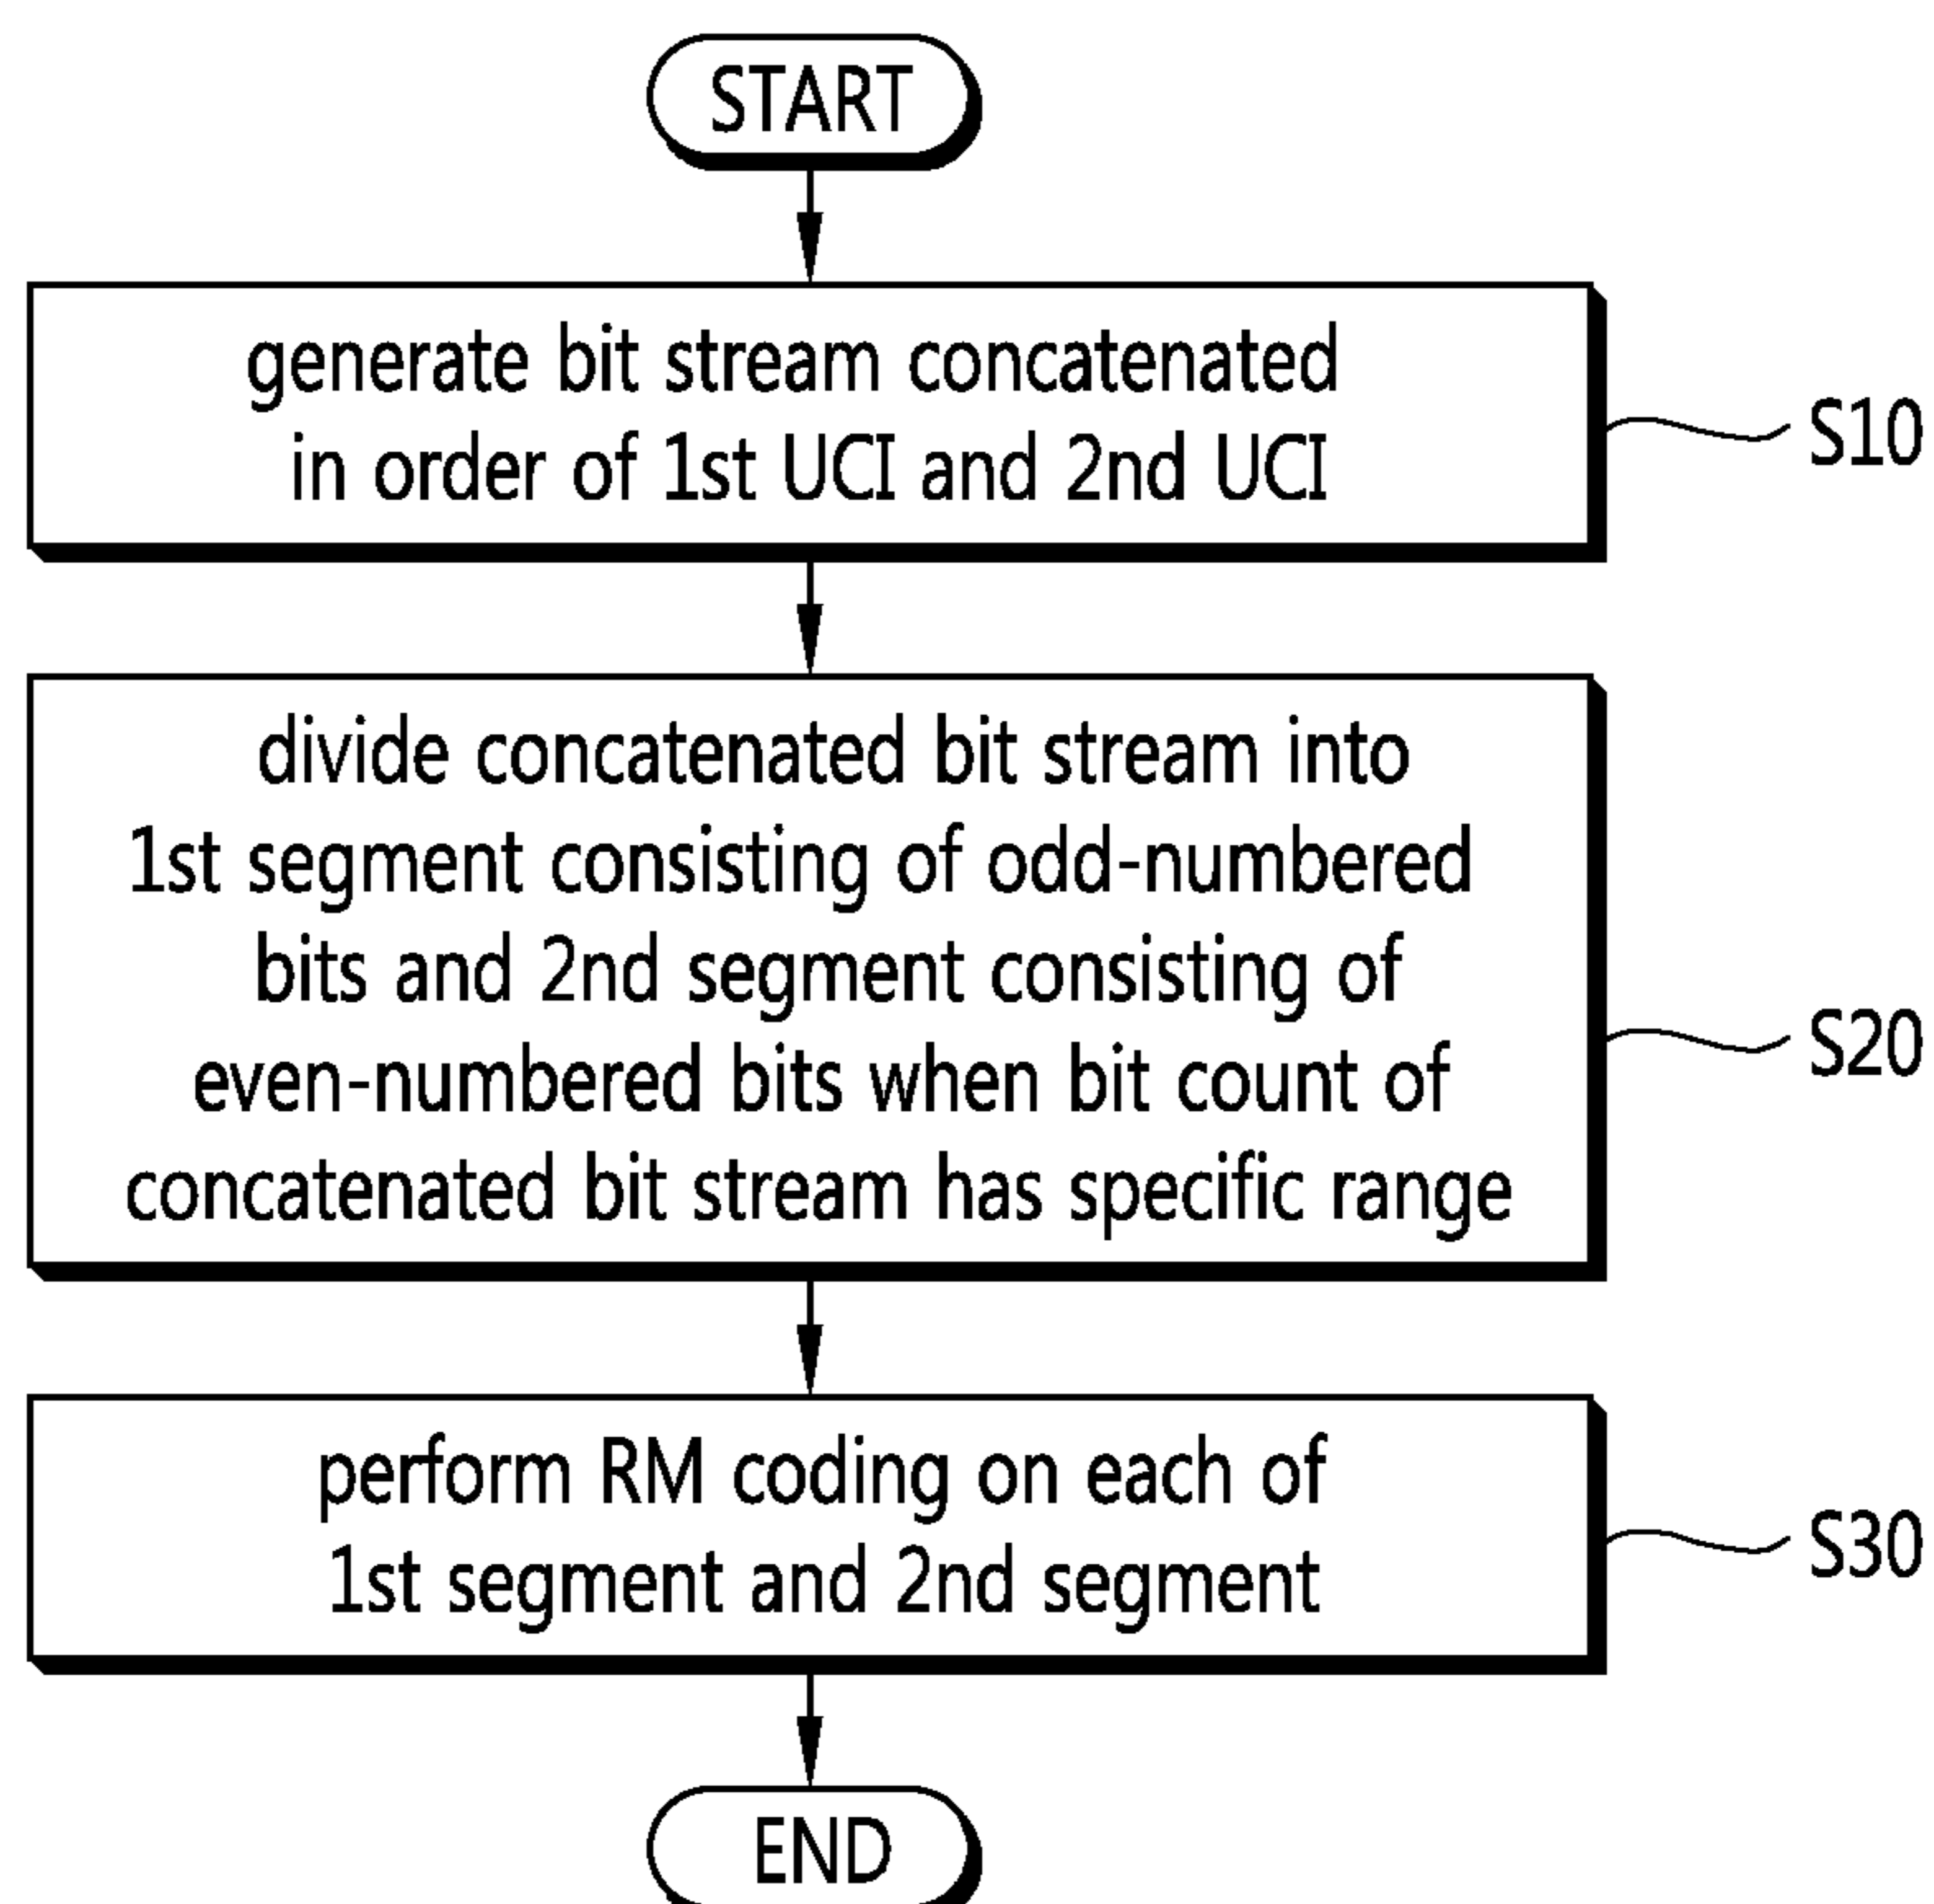 START
generate bit stream concatenated
in order of 1st UCI and 2nd UCI
S10
divide concatenated bit stream into
1st segment consisting of odd-numbered
bits and 2nd segment consisting of
even-numbered bits when bit count of
concatenated bit stream has specific range
S20
perform RM coding on each of
1st segment and 2nd segment
S30
END